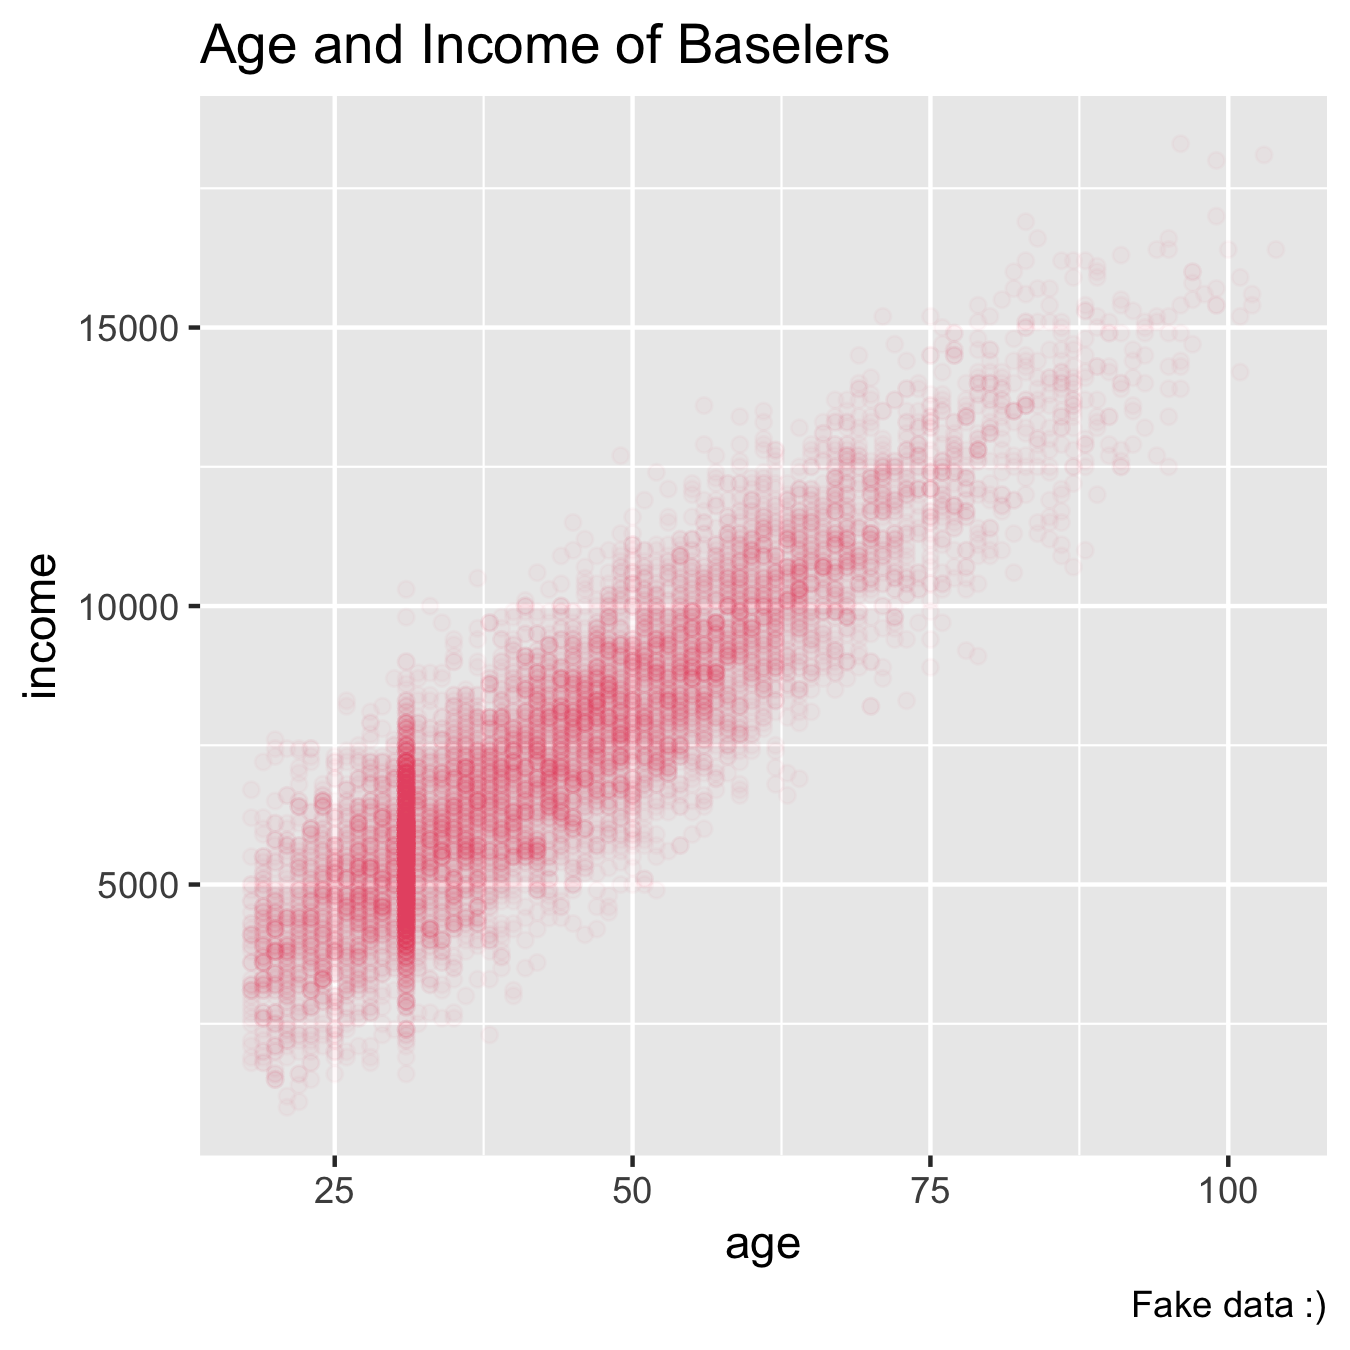 Age and Income of Baselers
income
15000
10000
5000
25 50 75 100
age
Fake data :)